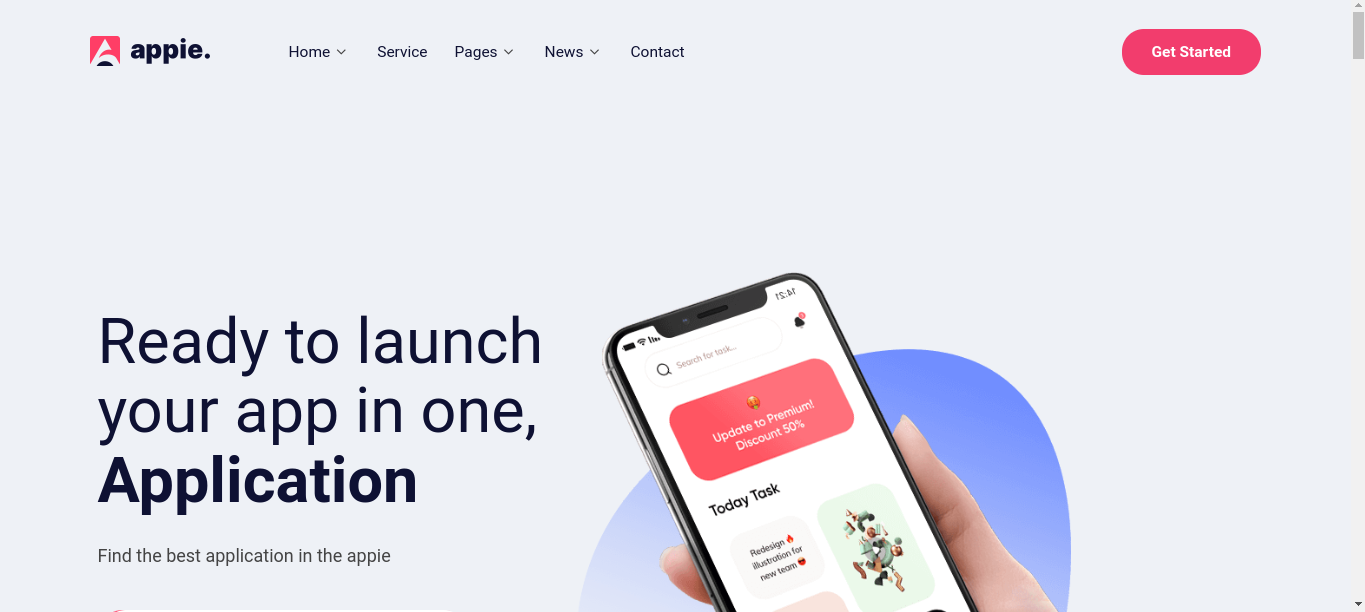 appie.
Home
Service
Pages
News
Contact
Get Started
Ready to launch
your app in one,
Application
Find the best application in the appie
14:21
Search for task...
Update to Premium!
Discount 50%
Today Task
Redesign 🔥
illustration for
new team 😎